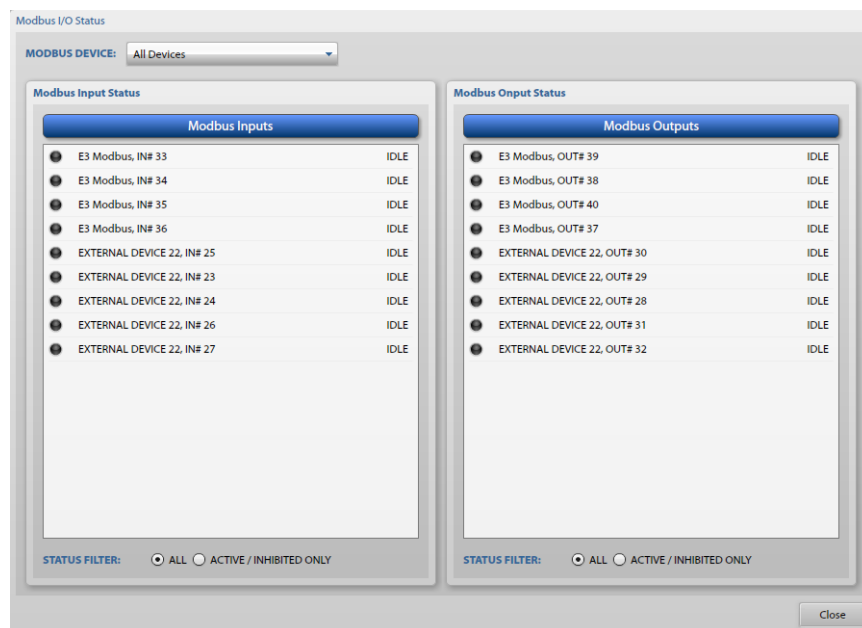 Modbus I/O Status
MODBUS DEVICE: All Devices
Modbus Input Status
Modbus Inputs
E3 Modbus, IN# 33 IDLE
E3 Modbus, IN# 34 IDLE
E3 Modbus, IN# 35 IDLE
E3 Modbus, IN# 36 IDLE
EXTERNAL DEVICE 22, IN# 25 IDLE
EXTERNAL DEVICE 22, IN# 23 IDLE
EXTERNAL DEVICE 22, IN# 24 IDLE
EXTERNAL DEVICE 22, IN# 26 IDLE
EXTERNAL DEVICE 22, IN# 27 IDLE
STATUS FILTER: ALL ACTIVE / INHIBITED ONLY
Modbus Onput Status
Modbus Outputs
E3 Modbus, OUT# 39 IDLE
E3 Modbus, OUT# 38 IDLE
E3 Modbus, OUT# 40 IDLE
E3 Modbus, OUT# 37 IDLE
EXTERNAL DEVICE 22, OUT# 30 IDLE
EXTERNAL DEVICE 22, OUT# 29 IDLE
EXTERNAL DEVICE 22, OUT# 28 IDLE
EXTERNAL DEVICE 22, OUT# 31 IDLE
EXTERNAL DEVICE 22, OUT# 32 IDLE
STATUS FILTER: ALL ACTIVE / INHIBITED ONLY
Close